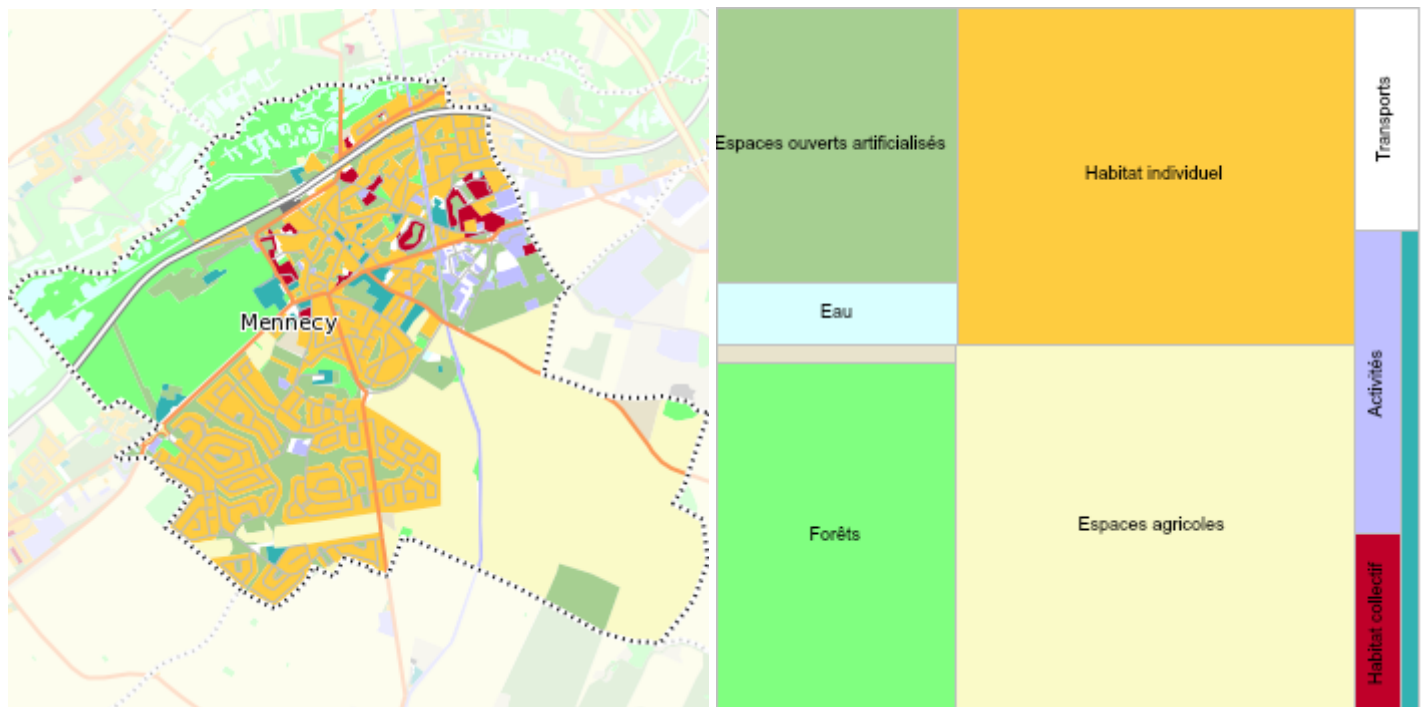 Mennecy
Espaces ouverts artificialisés
Habitat individuel
Transports
Eau
Activités
Forêts
Espaces agricoles
Habitat collectif